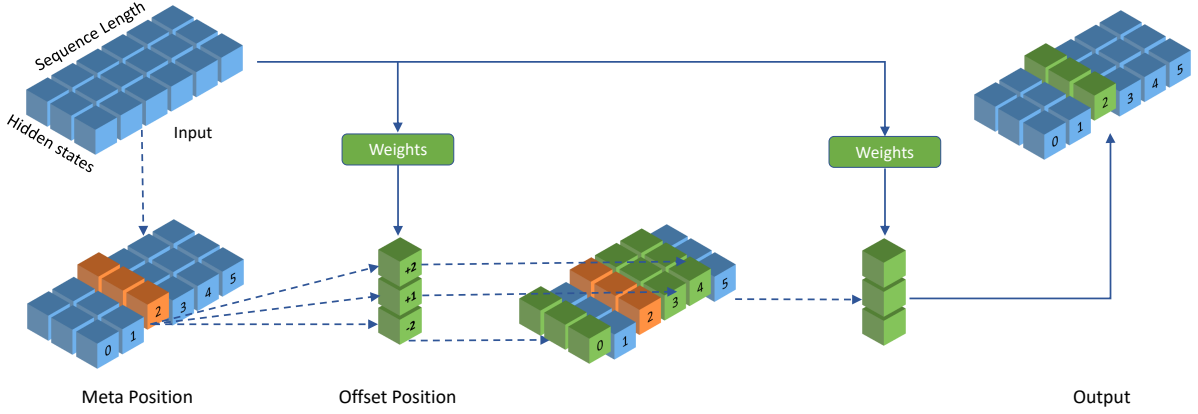 Sequence Length
Hidden states
Input
Weights
Weights
0 1 2 3 4 5
0 1 2 3 4 5
+2
+1
-2
0 1 2 3 4 5
Meta Position
Offset Position
Output